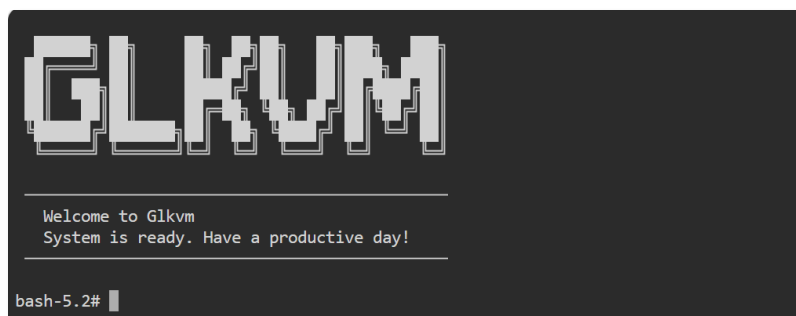 GLKVM
Welcome to Glkvm
System is ready. Have a productive day!
bash-5.2#